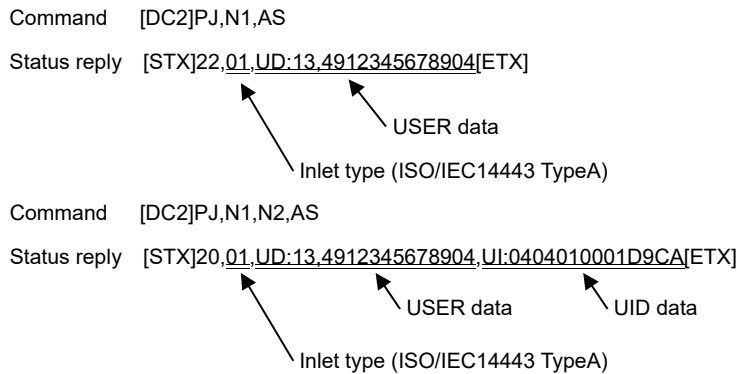 Command [DC2]PJ,N1,AS
Status reply [STX]22,01,UD:13,4912345678904[ETX]
USER data
Inlet type (ISO/IEC14443 TypeA)
Command [DC2]PJ,N1,N2,AS
Status reply [STX]20,01,UD:13,4912345678904,UI:0404010001D9CA[ETX]
USER data UID data
Inlet type (ISO/IEC14443 TypeA)